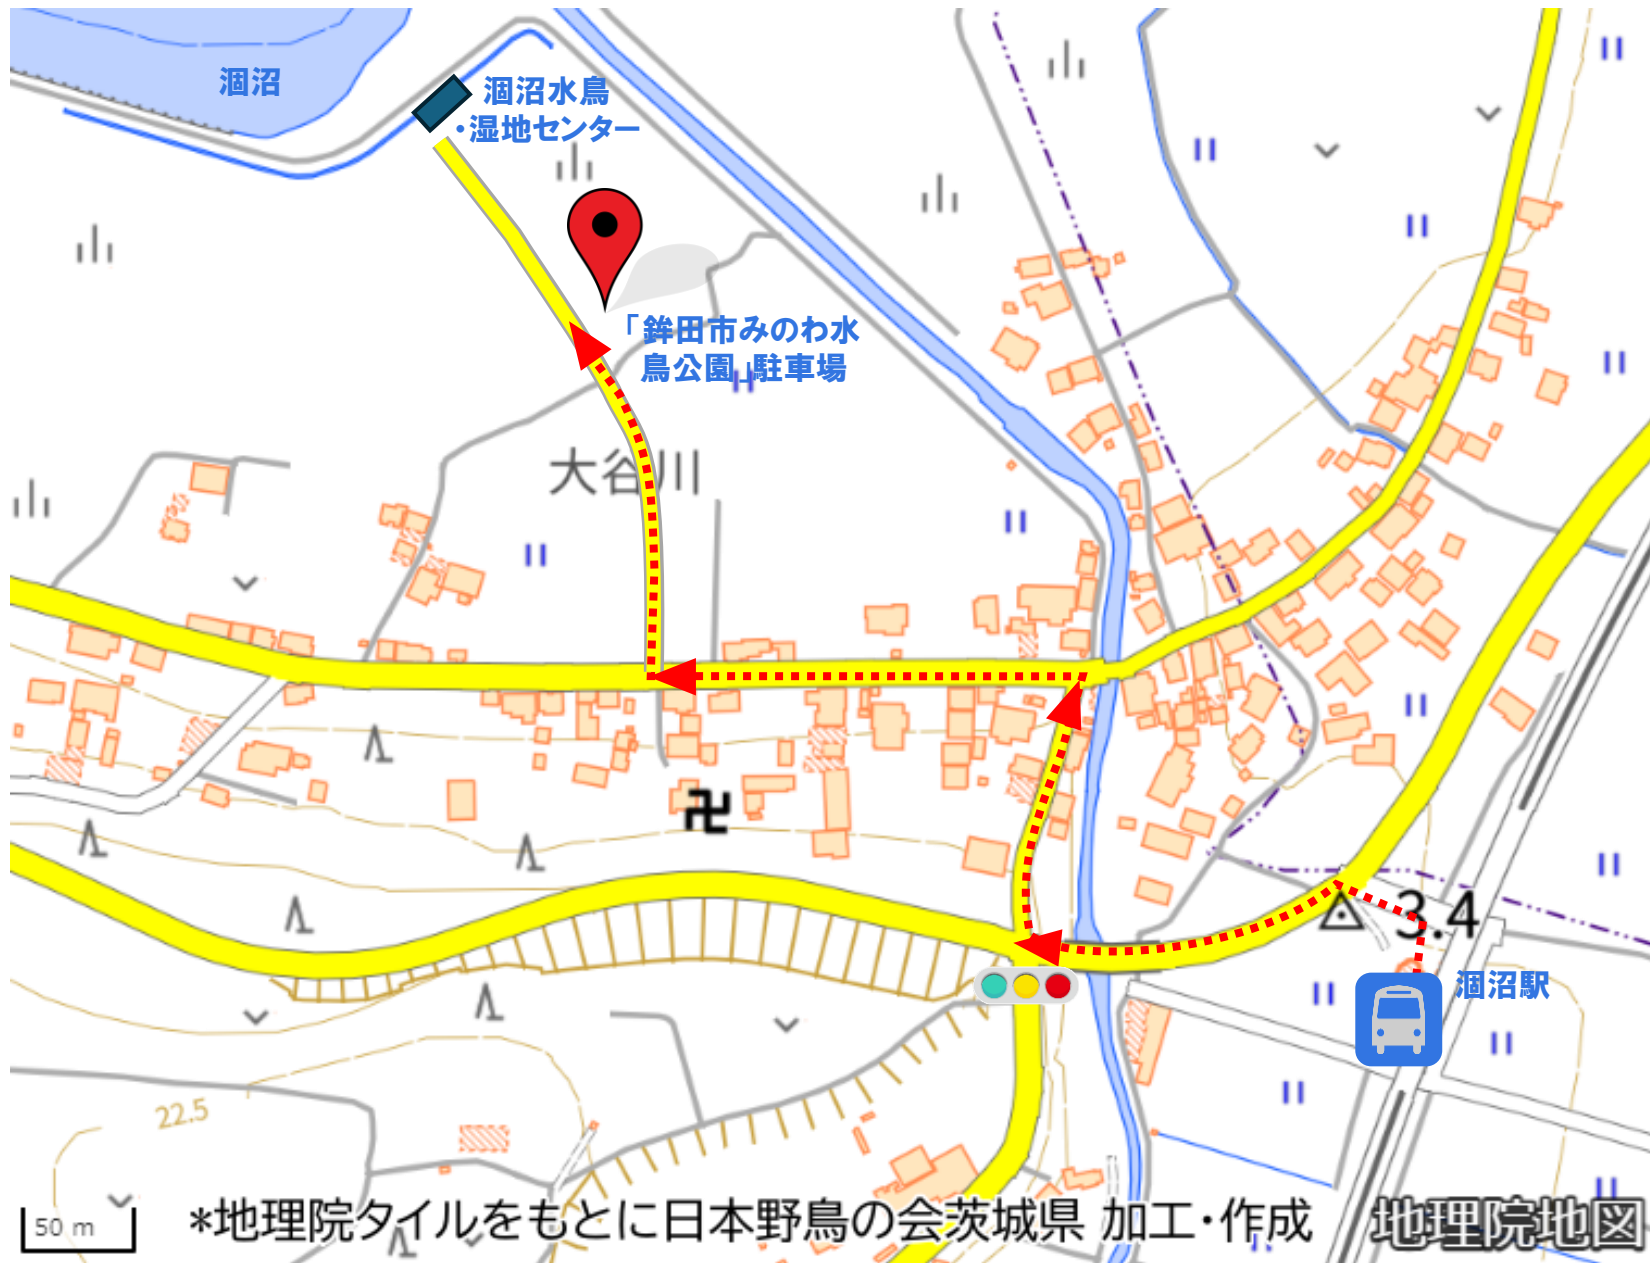 涸沼
涸沼水鳥
・湿地センター
「鉾田市みのわ水
鳥公園」駐車場
大谷川
3.4
涸沼駅
22.5
50 m
*地理院タイルをもとに日本野鳥の会茨城県 加工・作成
地理院地図